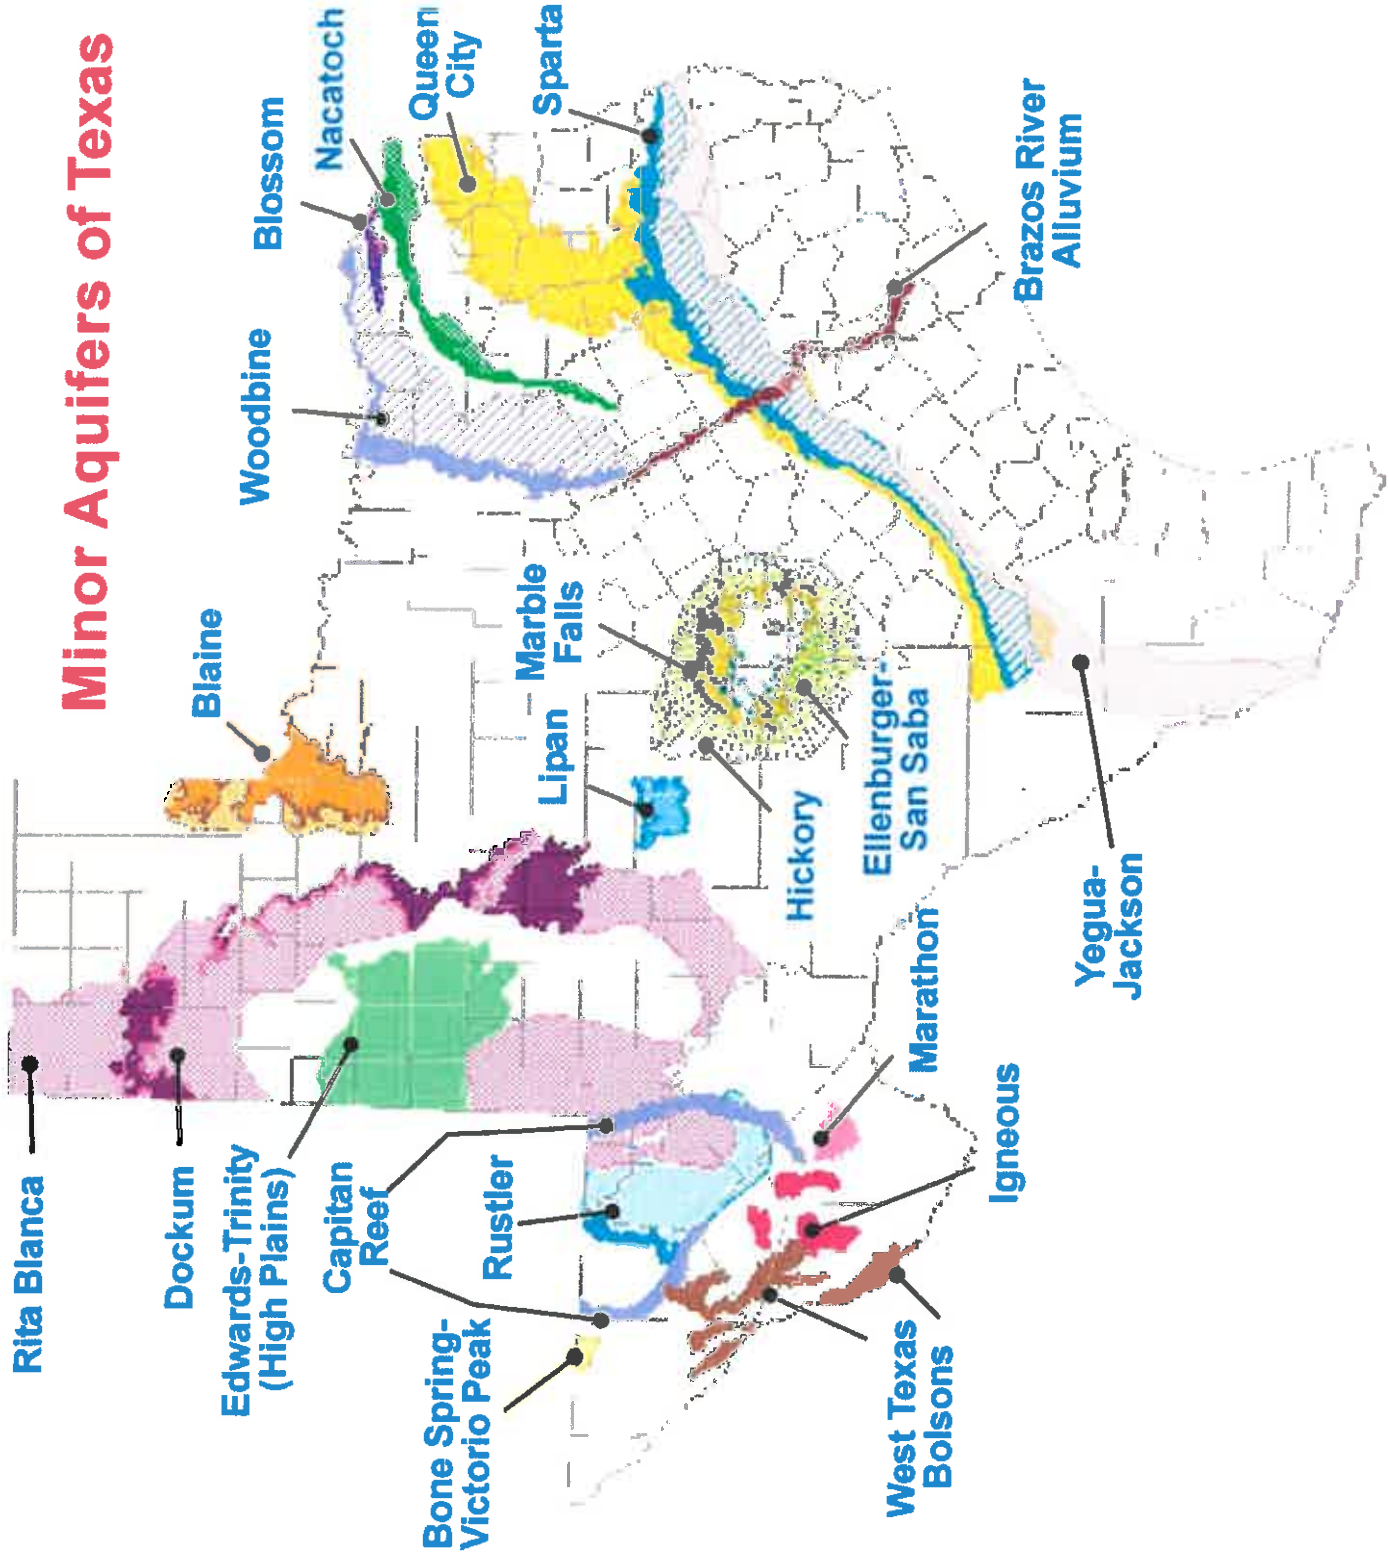 Minor Aquifers of Texas
Rita Blanca
Dockum
Edwards-Trinity
(High Plains)
Capitan
Reef
Rustler
Bone Spring-
Victorio Peak
Blaine
Woodbine
Blossom
Nacatoch
Queen
City
Sparta
Marble
Falls
Lipan
Hickory
Ellenburger-
San Saba
Brazos River
Alluvium
Marathon
Igneous
West Texas
Bolsons
Yegua-
Jackson